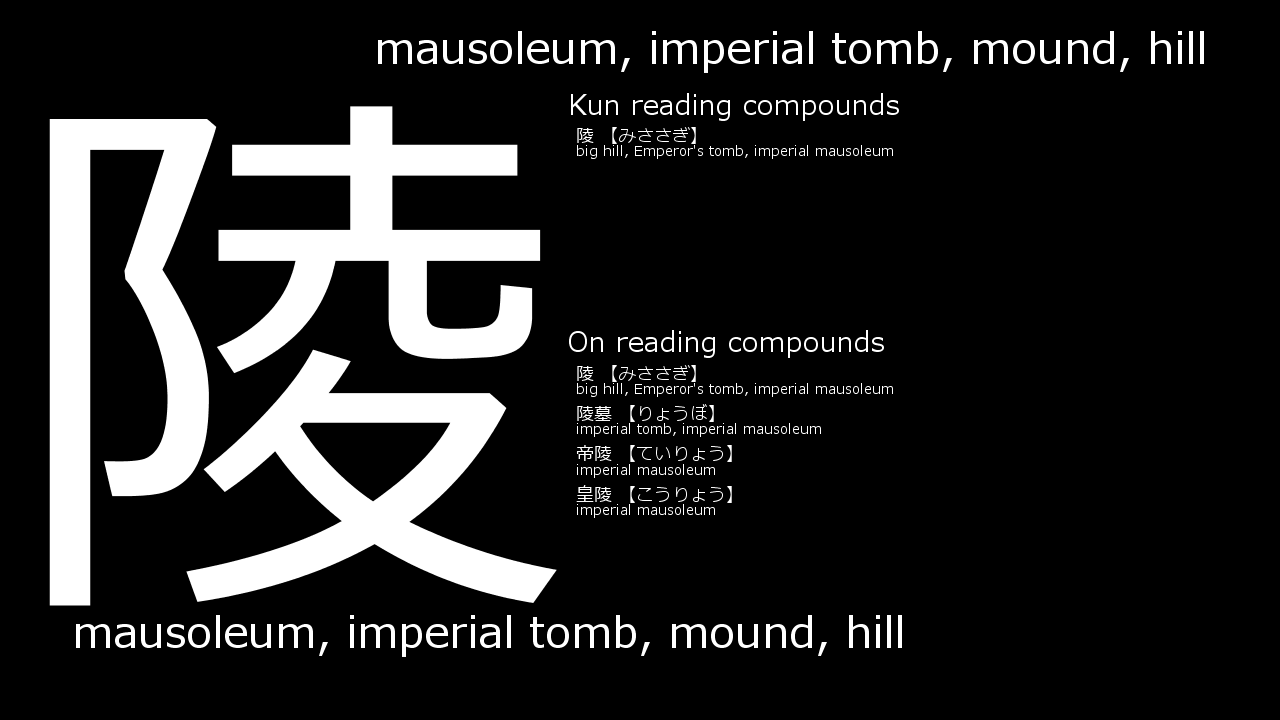 mausoleum, imperial tomb, mound, hill
陵
Kun reading compounds
陵 【みささぎ】
big hill, Emperor's tomb, imperial mausoleum
On reading compounds
陵 【みささぎ】
big hill, Emperor's tomb, imperial mausoleum
陵墓 【りょうぼ】
imperial tomb, imperial mausoleum
帝陵 【ていりょう】
imperial mausoleum
皇陵 【こうりょう】
imperial mausoleum
mausoleum, imperial tomb, mound, hill